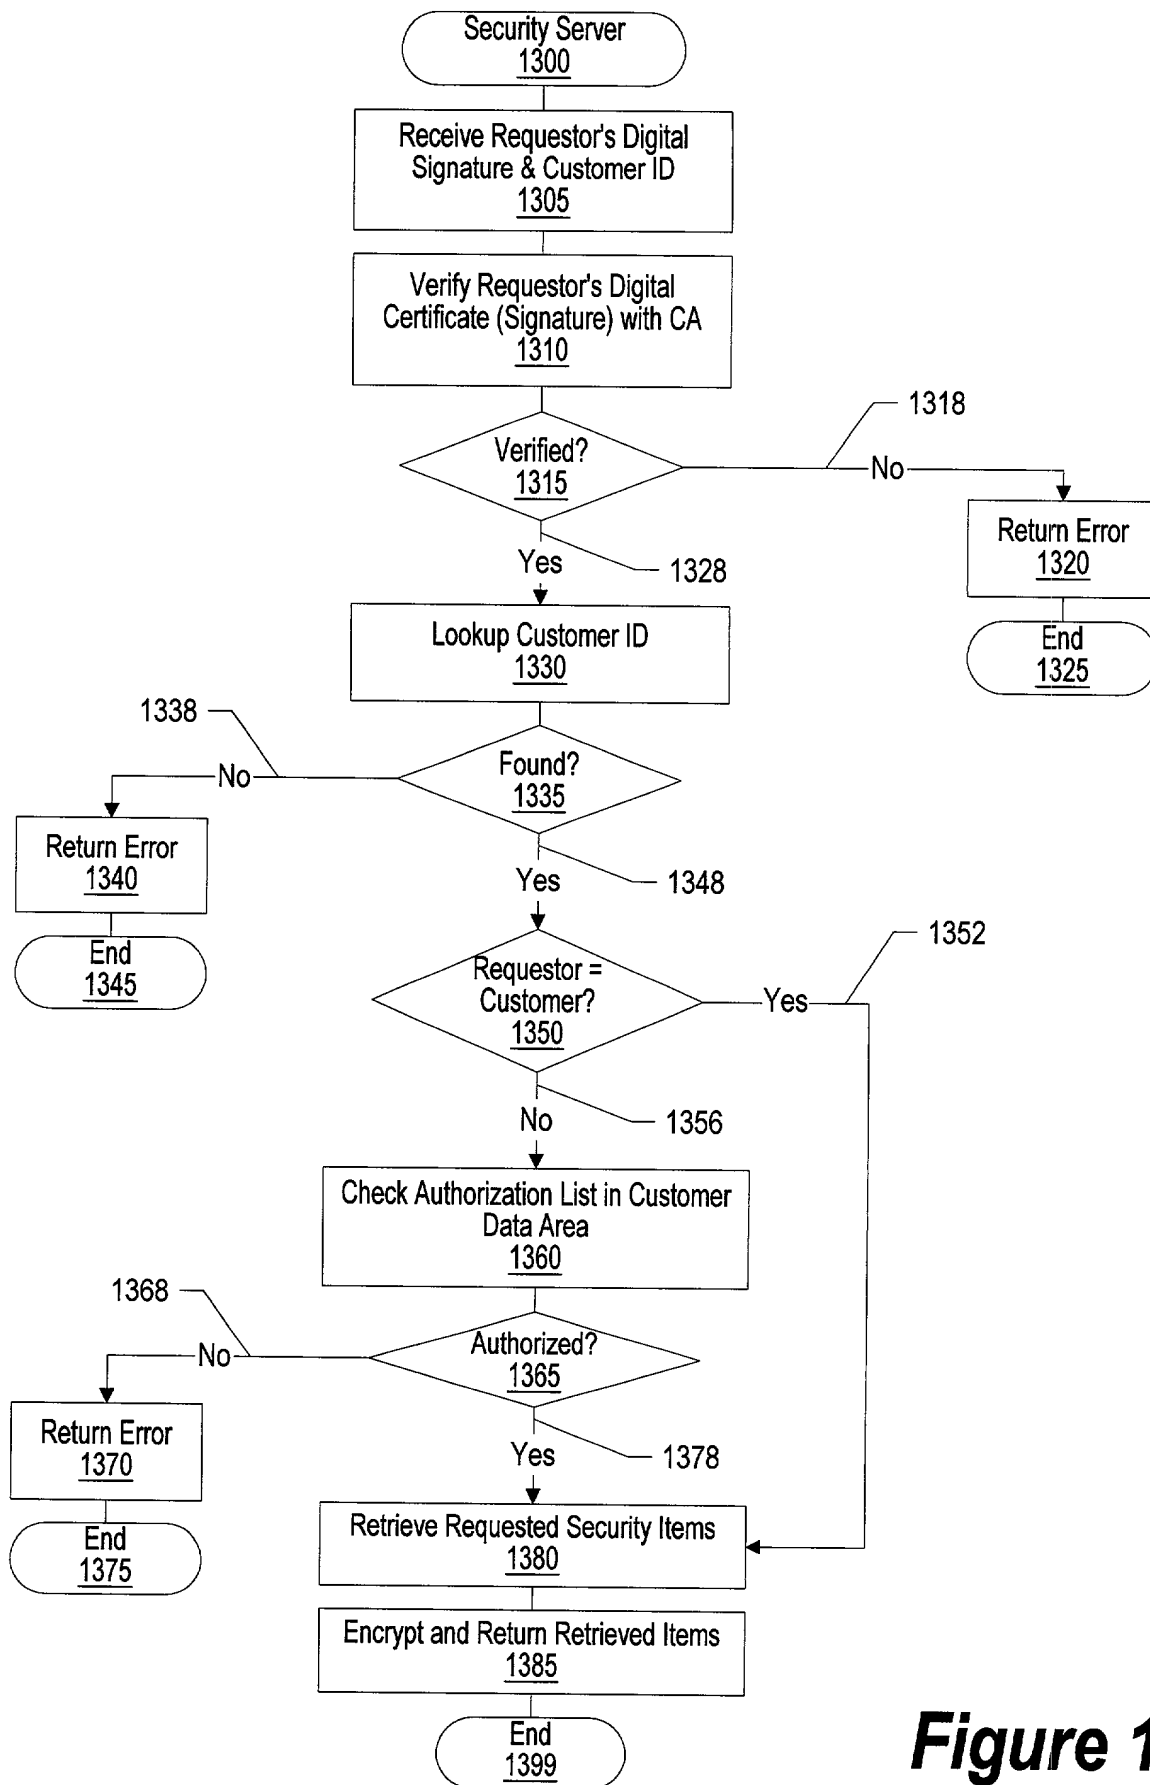 Security Server
1300
Receive Requestor's Digital
Signature & Customer ID
1305
Verify Requestor's Digital
Certificate (Signature) with CA
1310
1318
Verified?
1315
No
Return Error
1320
End
1325
Yes
1328
Lookup Customer ID
1330
1338
Found?
1335
No
Return Error
1340
End
1345
Yes
1348
1352
Requestor =
Customer?
1350
Yes
No
1356
Check Authorization List in Customer
Data Area
1360
1368
Authorized?
1365
No
Return Error
1370
End
1375
Yes
1378
Retrieve Requested Security Items
1380
Encrypt and Return Retrieved Items
1385
End
1399
Figure 1